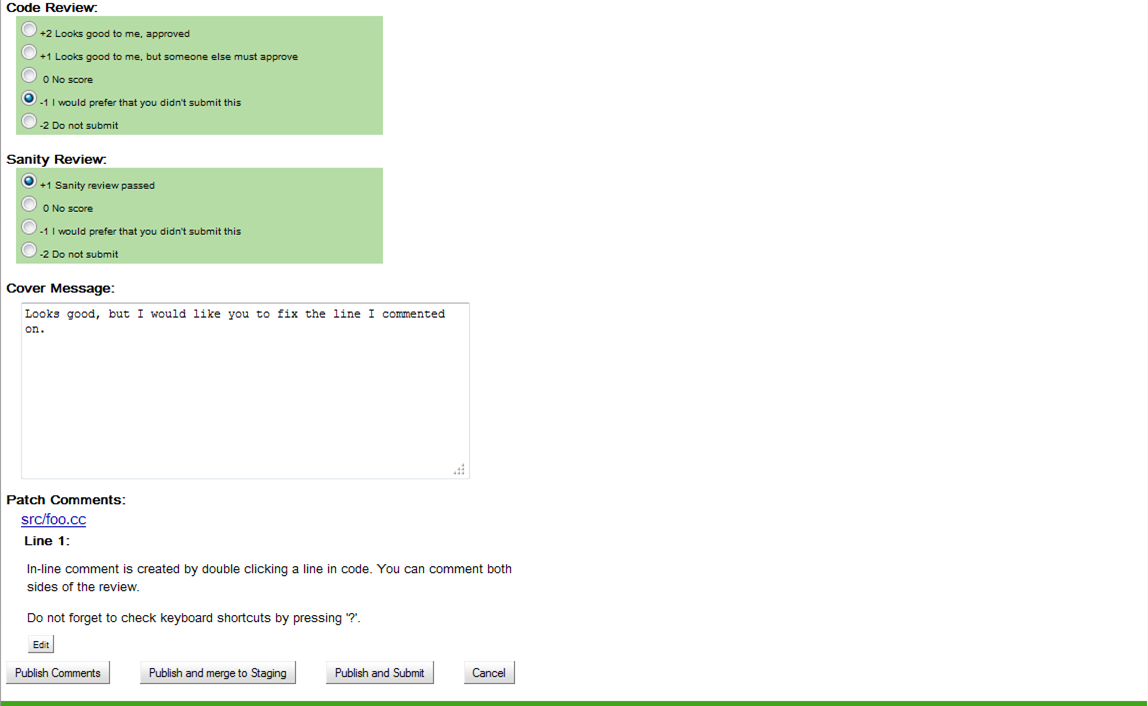 Code Review:
+2 Looks good to me, approved
+1 Looks good to me, but someone else must approve
0 No score
-1 I would prefer that you didn't submit this
-2 Do not submit
Sanity Review:
+1 Sanity review passed
0 No score
-1 I would prefer that you didn't submit this
-2 Do not submit
Cover Message:
Looks good, but I would like you to fix the line I commented
on.
Patch Comments:
src/foo.cc
Line 1:
In-line comment is created by double clicking a line in code. You can comment both
sides of the review.
Do not forget to check keyboard shortcuts by pressing '?'.
Edit
Publish Comments Publish and merge to Staging Publish and Submit Cancel